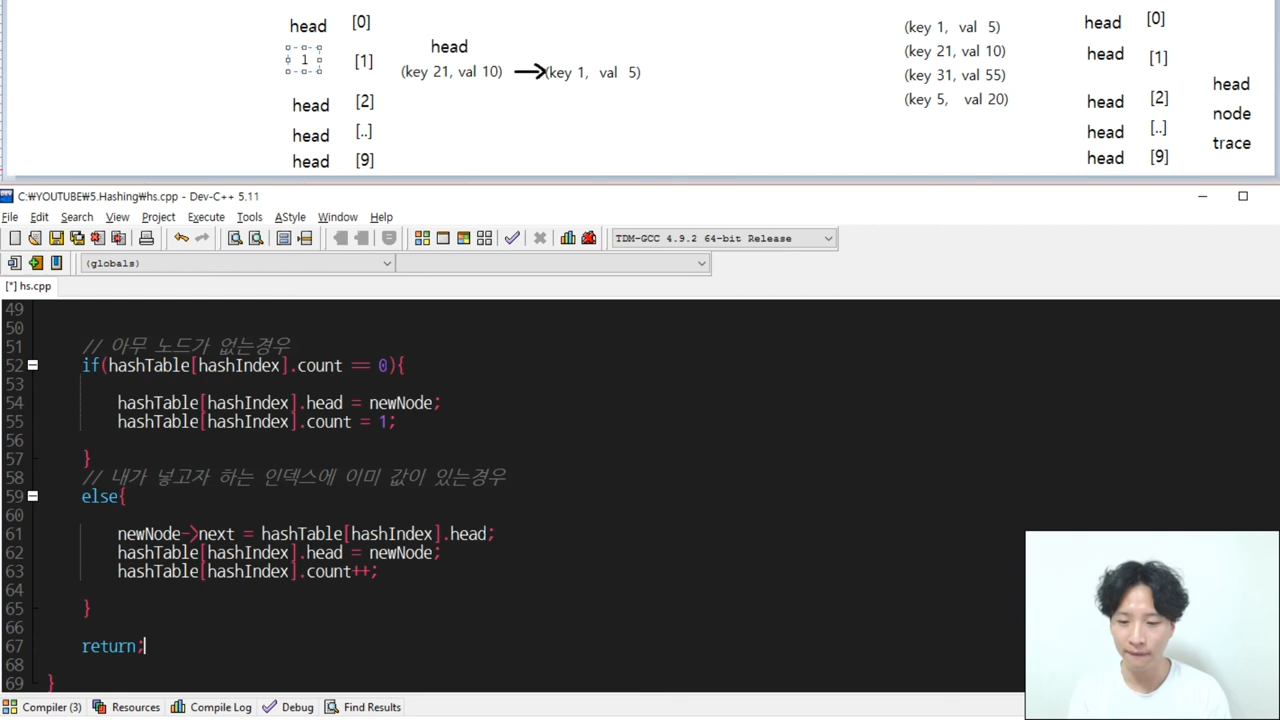 head [0]
1 [1]
head
(key 21, val 10) (key 1, val 5)
head [2]
head [..]
head [9]
(key 1, val 5)
(key 21, val 10)
(key 31, val 55)
(key 5, val 20)
head [0]
head [1]
head [2]
head [..]
head [9]
head
node
trace
C:₩YOUTUBE₩5.Hashing₩hs.cpp - Dev-C++ 5.11
File Edit Search View Project Execute Tools AStyle Window Help
TDM-GCC 4.9.2 64-bit Release
(globals)
[*] hs.cpp
49
50
51 // 아무 노드가 없는경우
52 if(hashTable[hashIndex].count == 0){
53
54 hashTable[hashIndex].head = newNode;
55 hashTable[hashIndex].count = 1;
56
57 }
58 // 내가 넣고자 하는 인덱스에 이미 값이 있는경우
59 else{
60
61 newNode->next = hashTable[hashIndex].head;
62 hashTable[hashIndex].head = newNode;
63 hashTable[hashIndex].count++;
64
65 }
66
67 return;
68
69 }
Compiler (3) Resources Compile Log Debug Find Results